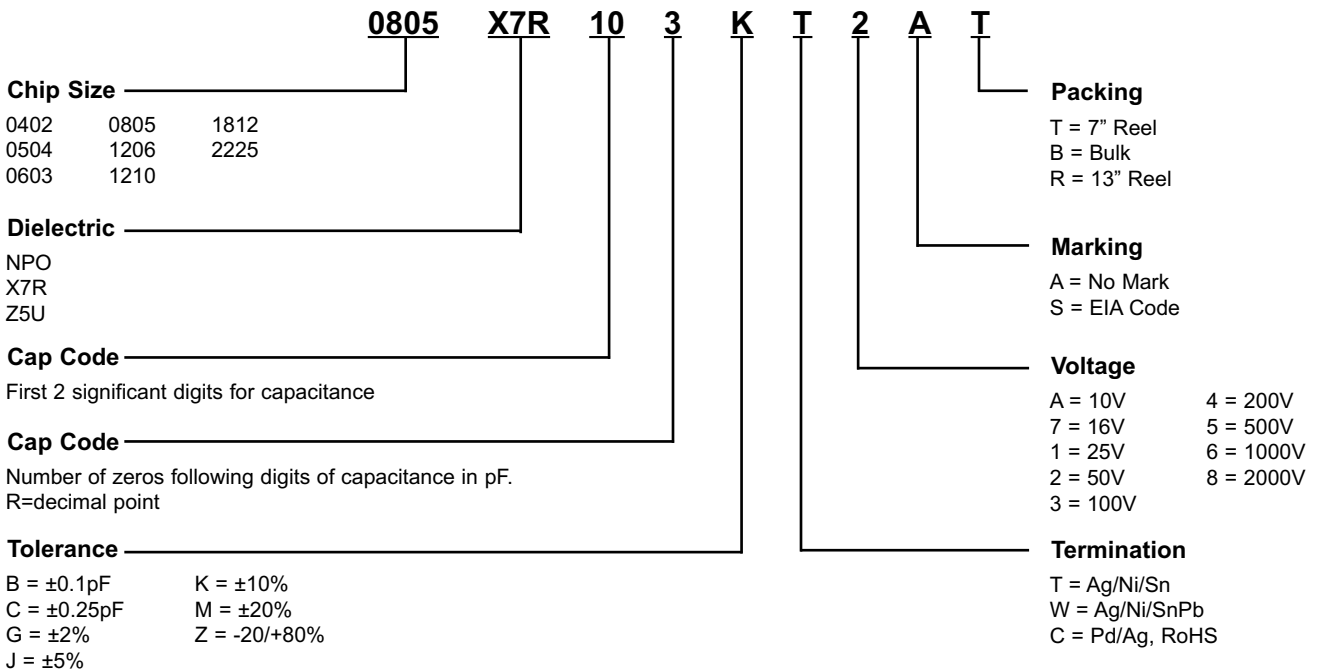 0805 X7R 10 3 K T 2 A T
Chip Size
0402 0805 1812
0504 1206 2225
0603 1210
Dielectric
NPO
X7R
Z5U
Cap Code
First 2 significant digits for capacitance
Cap Code
Number of zeros following digits of capacitance in pF.
R=decimal point
Tolerance
B = ±0.1pF K = ±10%
C = ±0.25pF M = ±20%
G = ±2% Z = -20/+80%
J = ±5%
Packing
T = 7” Reel
B = Bulk
R = 13” Reel
Marking
A = No Mark
S = EIA Code
Voltage
A = 10V 4 = 200V
7 = 16V 5 = 500V
1 = 25V 6 = 1000V
2 = 50V 8 = 2000V
3 = 100V
Termination
T = Ag/Ni/Sn
W = Ag/Ni/SnPb
C = Pd/Ag, RoHS